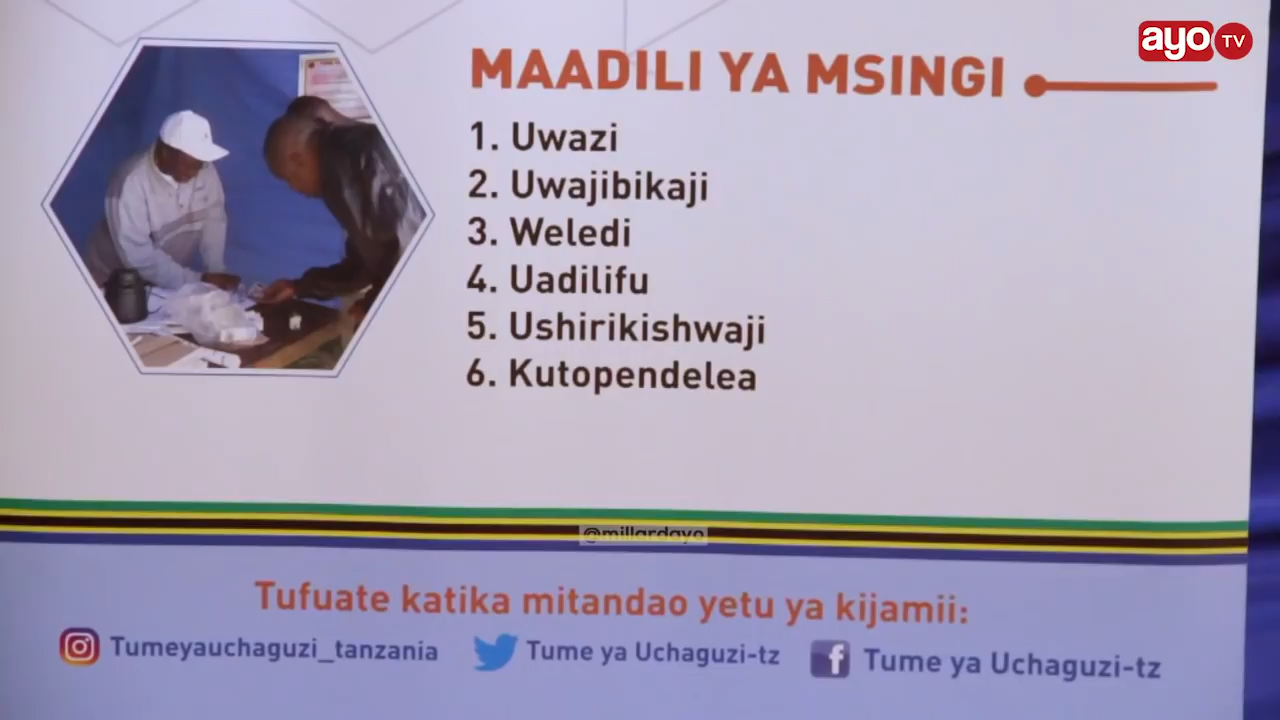 ayo TV
MAADILI YA MSINGI
1. Uwazi
2. Uwajibikaji
3. Weledi
4. Uadilifu
5. Ushirikishwaji
6. Kutopendelea
@millardayo
Tufuate katika mitandao yetu ya kijamii:
Tumeyauchaguzi_tanzania Tume ya Uchaguzi-tz Tume ya Uchaguzi-tz